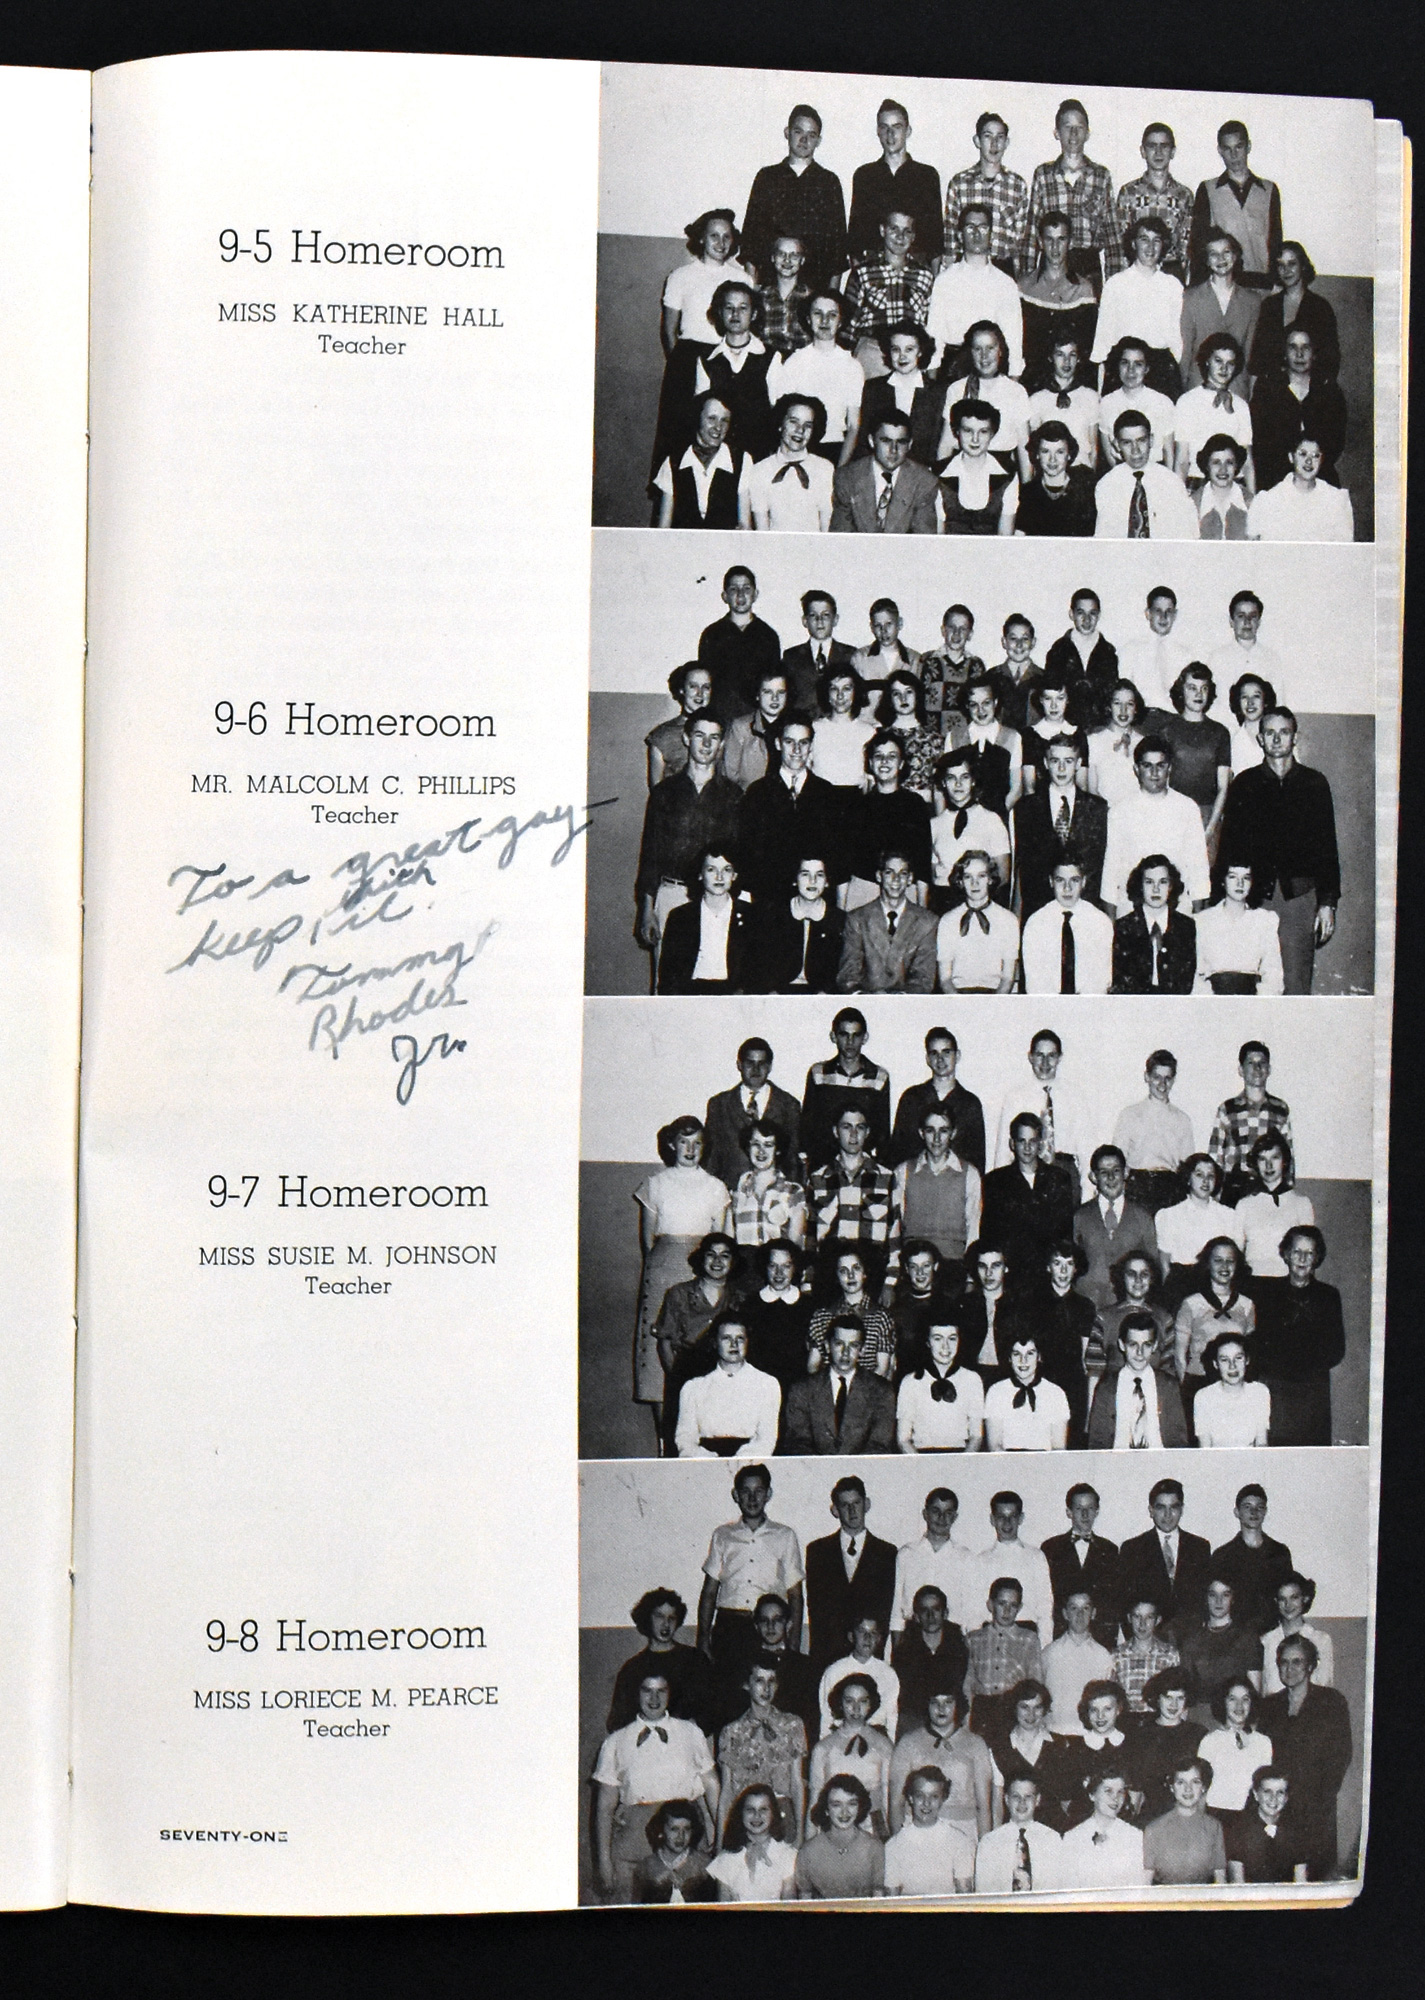 9-5 Homeroom
MISS KATHERINE HALL
Teacher
9-6 Homeroom
MR. MALCOLM C. PHILLIPS
Teacher
To a great gay—
keep it
Tommy
Rhodes
Jr.
9-7 Homeroom
MISS SUSIE M. JOHNSON
Teacher
9-8 Homeroom
MISS LORIECE M. PEARCE
Teacher
SEVENTY-ONE